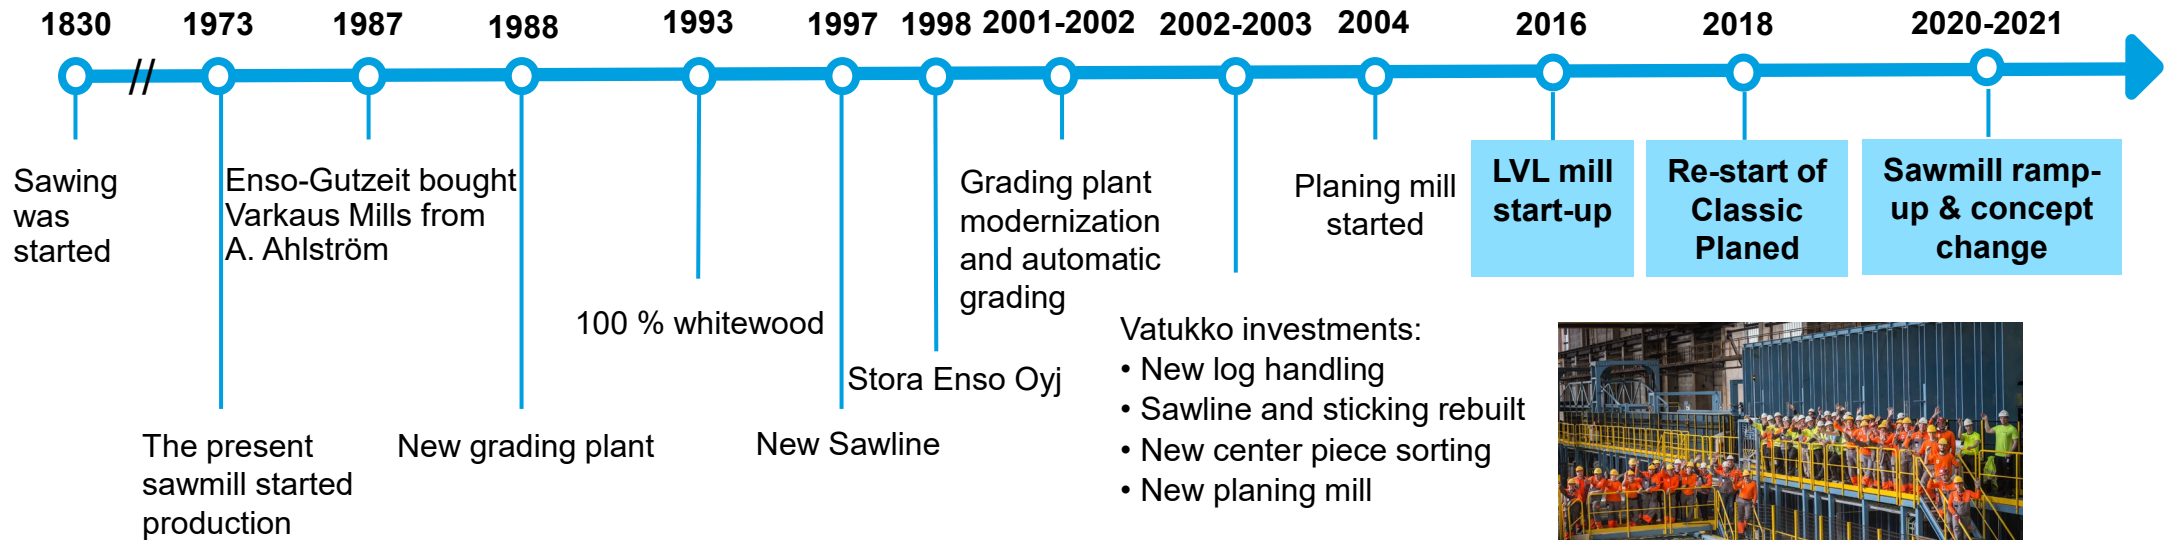 1830
1973
1987
1988
1993
1997
1998
2001-2002
2002-2003
2004
2016
2018
2020-2021
//
Sawing
was
started
The present
sawmill started
production
Enso-Gutzeit bought
Varkaus Mills from
A. Ahlström
New grading plant
100 % whitewood
New Sawline
Stora Enso Oyj
Grading plant
modernization
and automatic
grading
Vatukko investments:
• New log handling
• Sawline and sticking rebuilt
• New center piece sorting
• New planing mill
Planing mill
started
LVL mill
start-up
Re-start of
Classic
Planed
Sawmill ramp-
up & concept
change